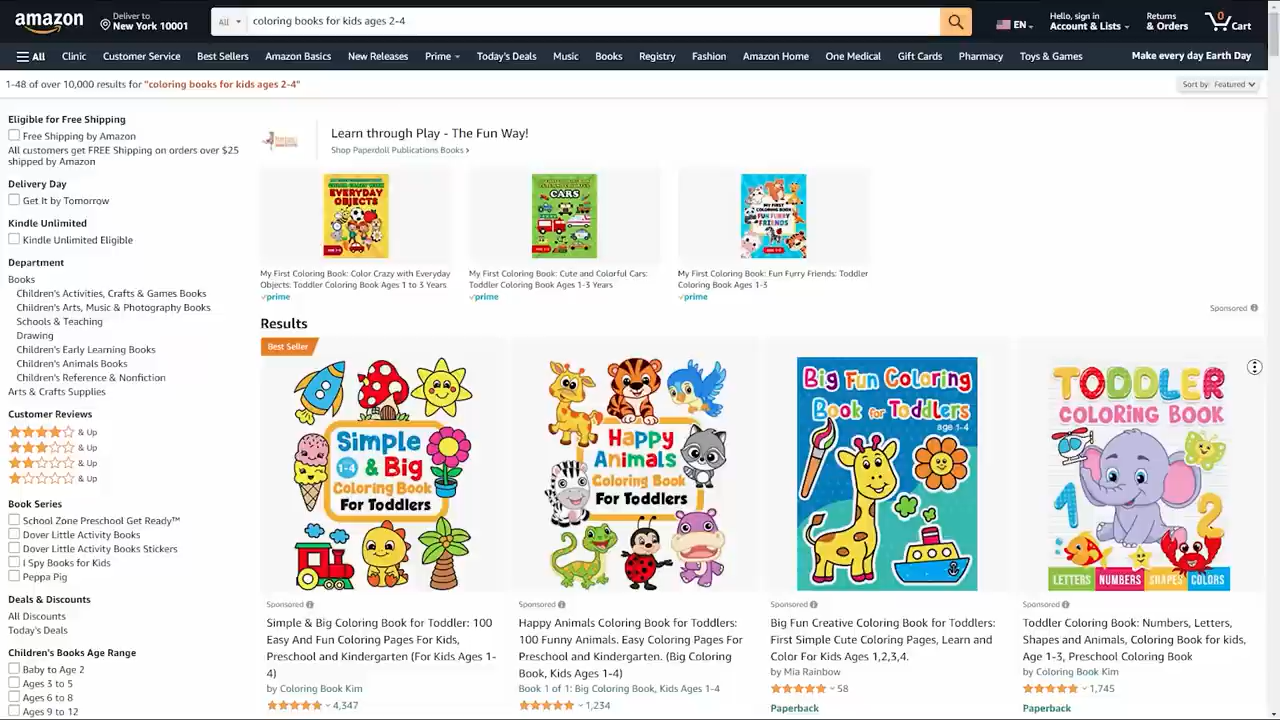 amazon
Deliver to
New York 10001
All
coloring books for kids ages 2-4
EN
Hello, sign in
Account & Lists
Returns
& Orders
0
Cart
All
Clinic
Customer Service
Best Sellers
Amazon Basics
New Releases
Prime
Today's Deals
Music
Books
Registry
Fashion
Amazon Home
One Medical
Gift Cards
Pharmacy
Toys & Games
Make every day Earth Day
1-48 of over 10,000 results for "coloring books for kids ages 2-4"
Sort by: Featured
Eligible for Free Shipping
Free Shipping by Amazon
All customers get FREE Shipping on orders over $25
shipped by Amazon
Delivery Day
Get It by Tomorrow
Kindle Unlimited
Kindle Unlimited Eligible
Department
Books
Children's Activities, Crafts & Games Books
Children's Arts, Music & Photography Books
Schools & Teaching
Drawing
Children's Early Learning Books
Children's Animals Books
Children's Reference & Nonfiction
Arts & Crafts Supplies
Customer Reviews
& Up
& Up
& Up
& Up
Book Series
School Zone Preschool Get Ready™
Dover Little Activity Books
Dover Little Activity Books Stickers
I Spy Books for Kids
Peppa Pig
Deals & Discounts
All Discounts
Today's Deals
Children's Books Age Range
Baby to Age 2
Ages 3 to 5
Ages 6 to 8
Ages 9 to 12
Learn through Play - The Fun Way!
Shop Paperdoll Publications Books ›
COLOR CRAZY WITH
EVERYDAY
OBJECTS
CARS
MY FIRST
COLORING BOOK
FUN FURRY
FRIENDS
My First Coloring Book: Color Crazy with Everyday
Objects: Toddler Coloring Book Ages 1 to 3 Years
prime
My First Coloring Book: Cute and Colorful Cars:
Toddler Coloring Book Ages 1-3 Years
prime
My First Coloring Book: Fun Furry Friends: Toddler
Coloring Book Ages 1-3
prime
Sponsored
Results
Best Seller
Simple
1-4 & Big
Coloring Book
For Toddlers
Sponsored
Simple & Big Coloring Book for Toddler: 100
Easy And Fun Coloring Pages For Kids,
Preschool and Kindergarten (For Kids Ages 1-
4)
by Coloring Book Kim
4,347
Happy
Animals
Coloring Book
For Toddlers
Sponsored
Happy Animals Coloring Book for Toddlers:
100 Funny Animals. Easy Coloring Pages For
Preschool and Kindergarten. (Big Coloring
Book, Kids Ages 1-4)
Book 1 of 1: Big Coloring Book, Kids Ages 1-4
1,234
Big Fun Coloring
Book for Toddlers
age 1-4
Sponsored
Big Fun Creative Coloring Book for Toddlers:
First Simple Cute Coloring Pages, Learn and
Color For Kids Ages 1,2,3,4.
by Mia Rainbow
58
Paperback
TODDLER
COLORING BOOK
1
2
LETTERS NUMBERS SHAPES COLORS
Sponsored
Toddler Coloring Book: Numbers, Letters,
Shapes and Animals, Coloring Book for kids,
Age 1-3, Preschool Coloring Book
by Coloring Book Kim
1,745
Paperback